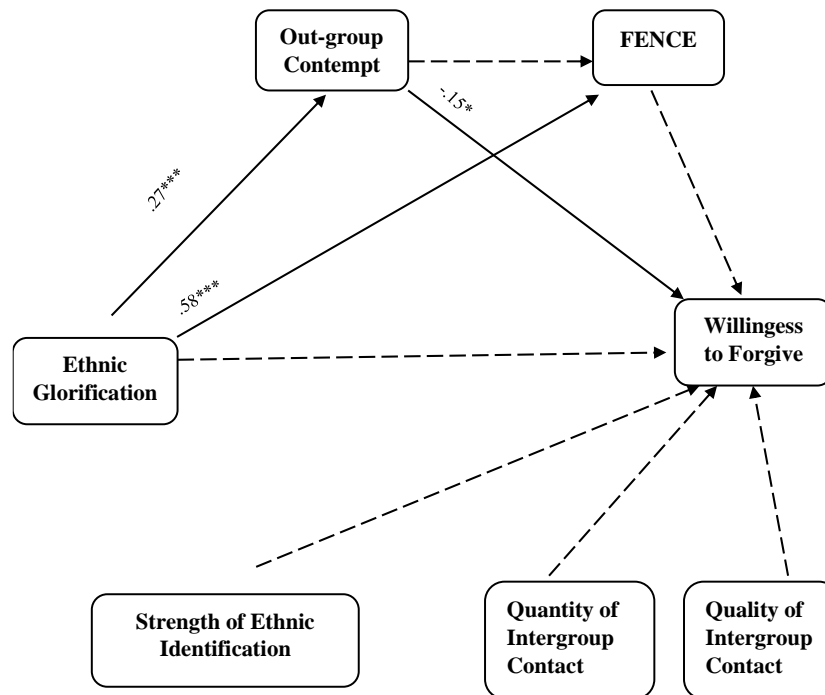 Out-group
Contempt
FENCE
-.15*
.27***
.58***
Willingess
to Forgive
Ethnic
Glorification
Strength of Ethnic
Identification
Quantity of
Intergroup
Contact
Quality of
Intergroup
Contact